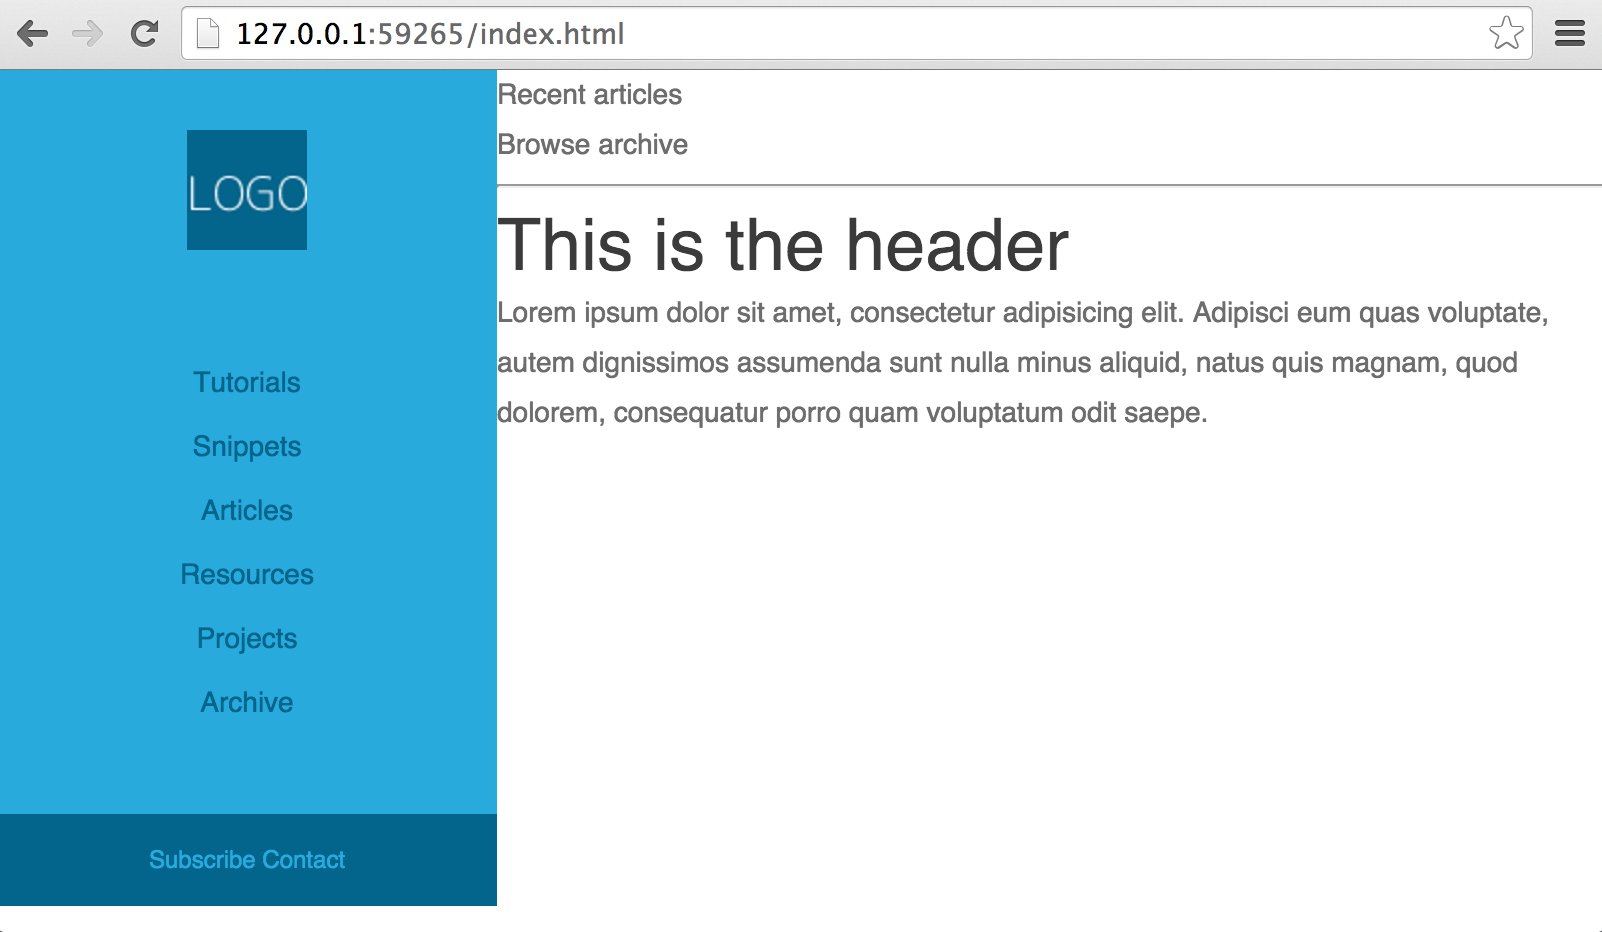 127.0.0.1:59265/index.html
LOGO
Tutorials
Snippets
Articles
Resources
Projects
Archive
Subscribe Contact
Recent articles
Browse archive
This is the header
Lorem ipsum dolor sit amet, consectetur adipisicing elit. Adipisci eum quas voluptate,
autem dignissimos assumenda sunt nulla minus aliquid, natus quis magnam, quod
dolorem, consequatur porro quam voluptatum odit saepe.